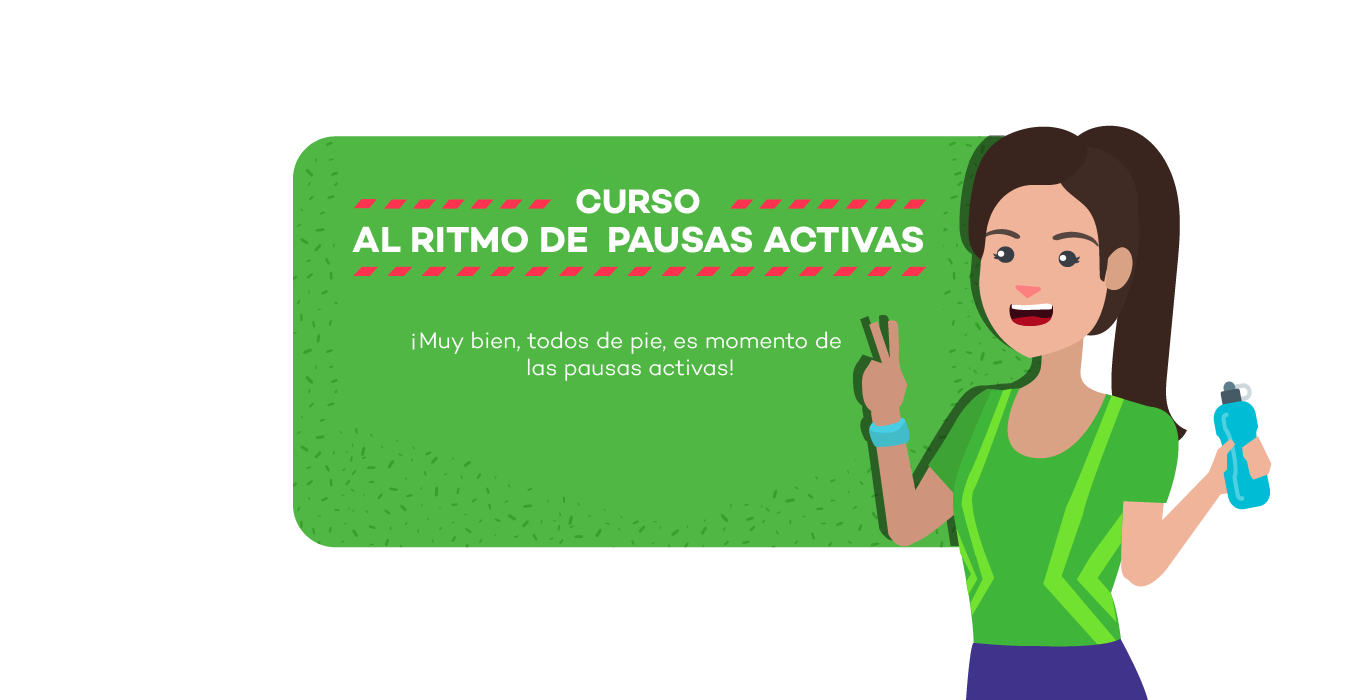 CURSO
AL RITMO DE PAUSAS ACTIVAS
¡Muy bien, todos de pie, es momento de
las pausas activas!